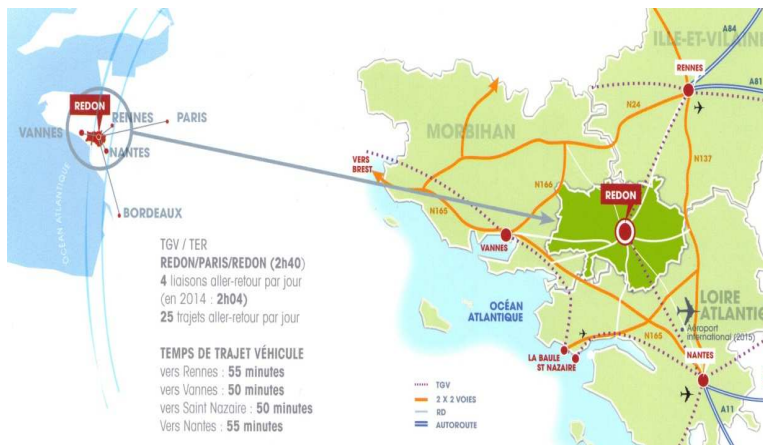 REDON
RENNES
PARIS
VANNES
NANTES
BORDEAUX
OCÉAN ATLANTIQUE
TGV / TER
REDON/PARIS/REDON (2h40)
4 liaisons aller-retour par jour
(en 2014 : 2h04)
25 trajets aller-retour par jour
TEMPS DE TRAJET VÉHICULE
vers Rennes : 55 minutes
vers Vannes : 50 minutes
vers Saint Nazaire : 50 minutes
Vers Nantes : 55 minutes
ILLE-ET-VILAINE
A84
RENNES
A81
N24
MORBIHAN
N137
VERS
BREST
N166
REDON
N165
VANNES
OCÉAN
ATLANTIQUE
LOIRE
ATLANTIE
Aéroport
international (2015)
N165
LA BAULE
ST NAZAIRE
NANTES
A11
TGV
2 X 2 VOIES
RD
AUTOROUTE